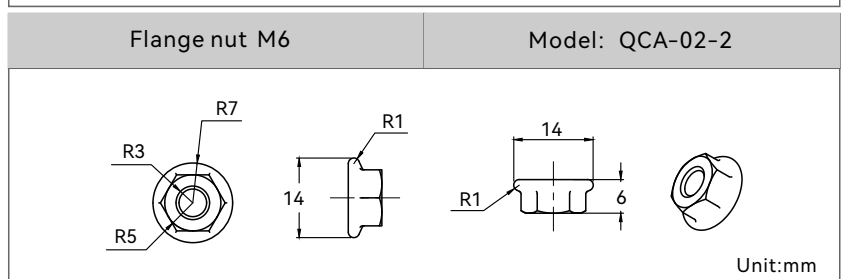 Flange nut M6
Model: QCA-02-2
R7
R3
R5
14
R1
14
R1
6
Unit:mm